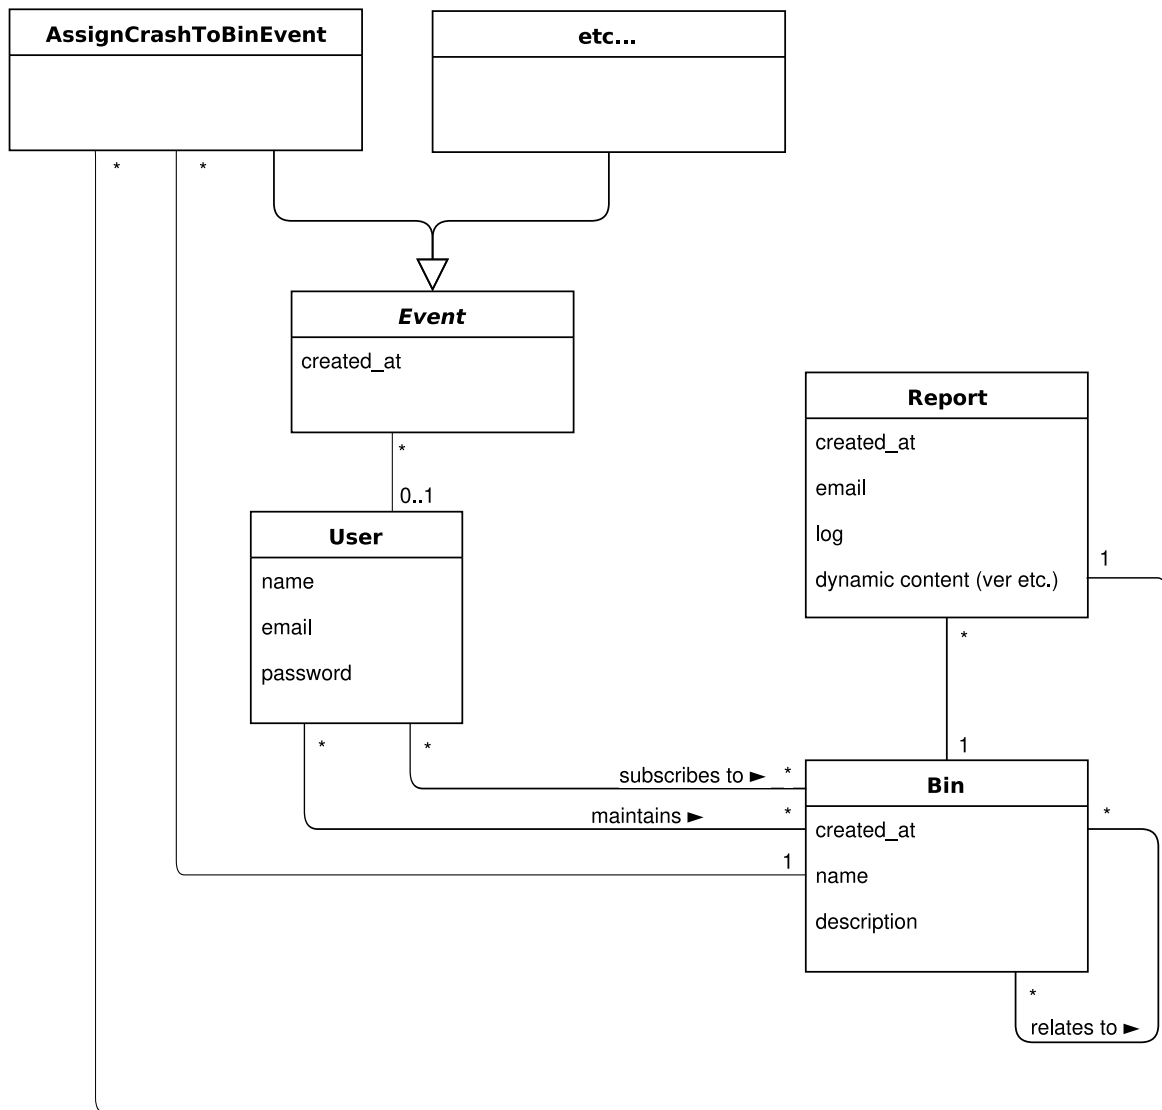 AssignCrashToBinEvent
etc...
*
*
Event
created_at
*
0..1
Report
created_at
email
log
dynamic content (ver etc.)
1
*
1
User
name
email
password
*
*
subscribes to ►
*
maintains ►
*
1
Bin
created_at
name
description
*
*
relates to ►